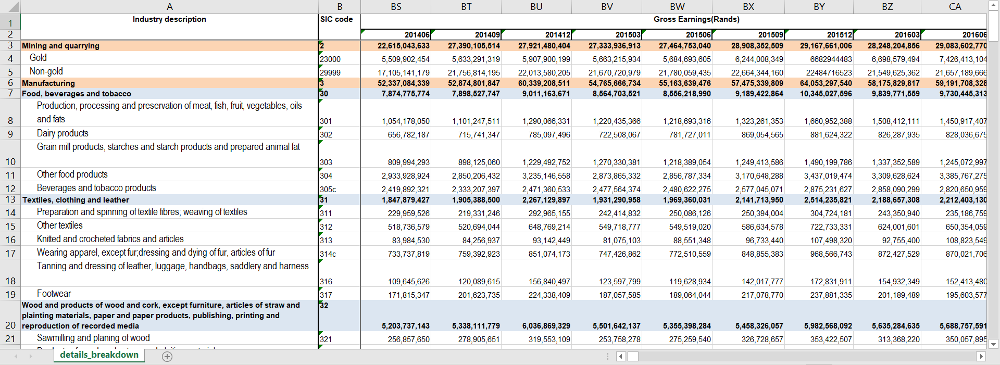 A B BS BT BU BV BW BX BY BZ CA
1 Industry description SIC code Gross Earnings(Rands)
2 201406 201409 201412 201503 201506 201509 201512 201603 201606
3 Mining and quarrying 2 22,615,043,633 27,390,105,514 27,921,480,404 27,333,936,913 27,464,753,040 28,908,352,509 29,167,661,006 28,248,204,856 29,083,602,770
4 Gold 23000 5,509,902,454 5,633,291,319 5,907,900,199 5,663,215,934 5,684,693,605 6,244,008,349 6682944483 6,698,579,494 7,426,413,104
5 Non-gold 29999 17,105,141,179 21,756,814,195 22,013,580,205 21,670,720,979 21,780,059,435 22,664,344,160 22484716523 21,549,625,362 21,657,189,666
6 Manufacturing 3 52,337,084,339 52,874,801,847 60,339,208,511 54,765,666,734 55,163,639,476 57,475,339,809 64,053,297,540 58,175,829,817 59,191,708,328
7 Food, beverages and tobacco 30 7,874,775,774 7,898,527,747 9,011,163,671 8,564,703,521 8,556,218,990 9,189,422,864 10,345,027,596 9,839,771,559 9,730,445,313
Production, processing and preservation of meat, fish, fruit, vegetables, oils
8 and fats 301 1,054,178,050 1,101,247,511 1,290,066,331 1,220,435,366 1,218,693,316 1,323,261,353 1,660,952,388 1,508,412,111 1,450,917,407
9 Dairy products 302 656,782,187 715,741,347 785,097,496 722,508,067 781,727,011 869,054,565 881,624,322 826,287,935 828,036,675
Grain mill products, starches and starch products and prepared animal fat
10 303 809,994,293 898,125,060 1,229,492,752 1,270,330,381 1,218,389,054 1,249,413,586 1,490,199,786 1,337,352,589 1,245,072,997
11 Other food products 304 2,933,928,924 2,850,206,432 3,235,146,558 2,873,865,332 2,856,787,334 3,170,648,288 3,437,019,474 3,309,628,624 3,385,767,275
12 Beverages and tobacco products 305c 2,419,892,321 2,333,207,397 2,471,360,533 2,477,564,374 2,480,622,275 2,577,045,071 2,875,231,627 2,858,090,299 2,820,650,959
13 Textiles, clothing and leather 31 1,847,879,427 1,905,388,500 2,267,129,897 1,931,290,958 1,969,360,031 2,141,713,950 2,514,235,821 2,188,657,308 2,212,403,130
14 Preparation and spinning of textile fibres; weaving of textiles 311 229,959,526 219,331,246 292,965,155 242,414,832 250,086,126 250,394,004 304,724,181 243,350,940 235,186,759
15 Other textiles 312 518,736,579 520,694,044 648,769,214 549,718,777 549,519,020 586,634,578 722,733,331 624,001,601 650,354,059
16 Knitted and crocheted fabrics and articles 313 83,984,530 84,256,937 93,142,449 81,075,103 88,551,348 96,733,440 107,498,320 92,755,400 108,823,549
17 Wearing apparel, except fur;dressing and dying of fur, articles of fur 314c 733,737,819 759,392,923 851,074,173 747,426,862 772,510,559 848,855,383 968,566,743 872,427,529 870,021,706
Tanning and dressing of leather, luggage, handbags, saddlery and harness
18 316 109,645,626 120,089,615 156,840,497 123,597,799 119,628,934 142,017,777 172,831,911 154,932,349 152,413,480
19 Footwear 317 171,815,347 201,623,735 224,338,409 187,057,585 189,064,044 217,078,770 237,881,335 201,189,489 195,603,577
Wood and products of wood and cork, except furniture, articles of straw and 32
plainting materials, paper and paper products, publishing, printing and
20 reproduction of recorded media 5,203,737,143 5,338,111,779 6,036,869,329 5,501,642,137 5,355,398,284 5,458,326,057 5,982,568,092 5,635,284,635 5,688,757,591
21 Sawmilling and planing of wood 321 256,857,650 278,905,651 319,553,109 253,758,278 275,259,540 326,728,657 353,422,507 313,368,220 350,057,895
details_breakdown